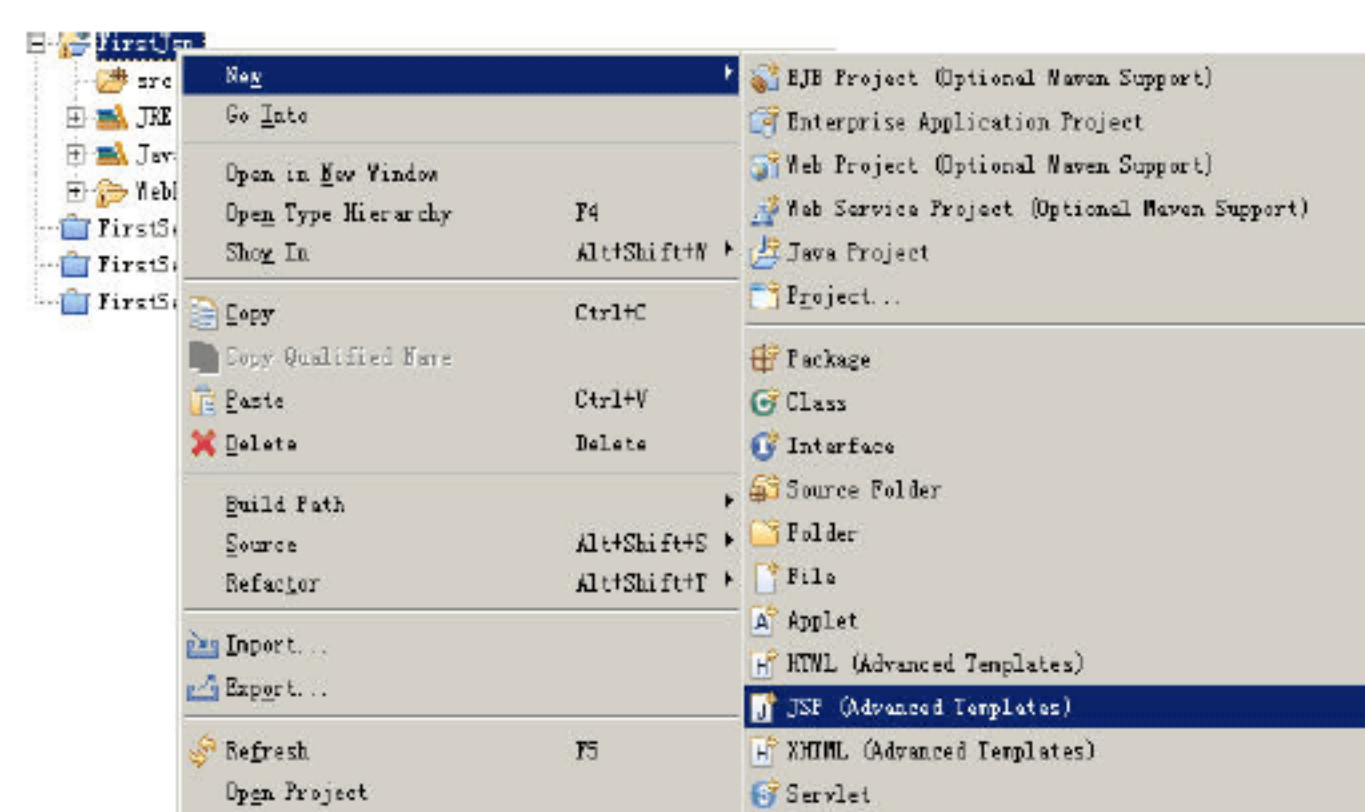 FirstJsp
src
JRE
Jav
WebR
FirstS
FirstS
FirstS
New
Go Into
Open in New Window
Open Type Hierarchy F4
Show In Alt+Shift+W
Copy Ctrl+C
Copy Qualified Name
Paste Ctrl+V
Delete Delete
Build Path
Source Alt+Shift+S
Refactor Alt+Shift+T
Import...
Export...
Refresh F5
Open Project
EJB Project (Optional Maven Support)
Enterprise Application Project
Web Project (Optional Maven Support)
Web Service Project (Optional Maven Support)
Java Project
Project...
Package
Class
Interface
Source Folder
Folder
File
Applet
HTML (Advanced Templates)
JSP (Advanced Templates)
XHTML (Advanced Templates)
Servlet